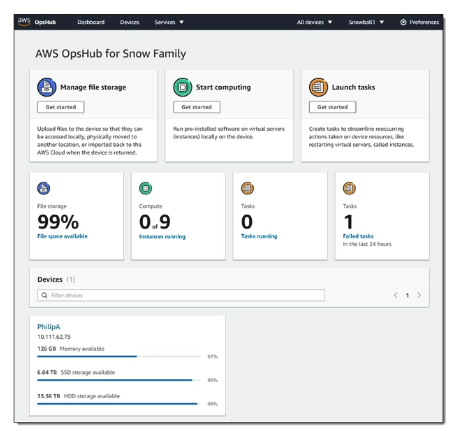 aws OpsHub Dashboard Devices Services ▼ All devices ▼ Snowball1 ▼ Preferences
AWS OpsHub for Snow Family
Manage file storage
Get started
Upload files to the device so that they can
be accessed locally, physically moved to
another location, or imported back to the
AWS Cloud when the device is returned.
Start computing
Get started
Run pre-installed software on virtual servers
(instances) locally on the device.
Launch tasks
Get started
Create tasks to streamline reoccurring
actions taken on device resources, like
restarting virtual servers, called instances.
File storage
99%
File space available
Compute
0 of 9
Instances running
Tasks
0
Tasks running
Tasks
1
Failed tasks
in the last 24 hours
Devices (1)
Filter devices
< 1 >
PhilipA
10.111.62.75
126 GB Memory available
6.04 TB SSD storage available
95%
35.56 TB HDD storage available
98%